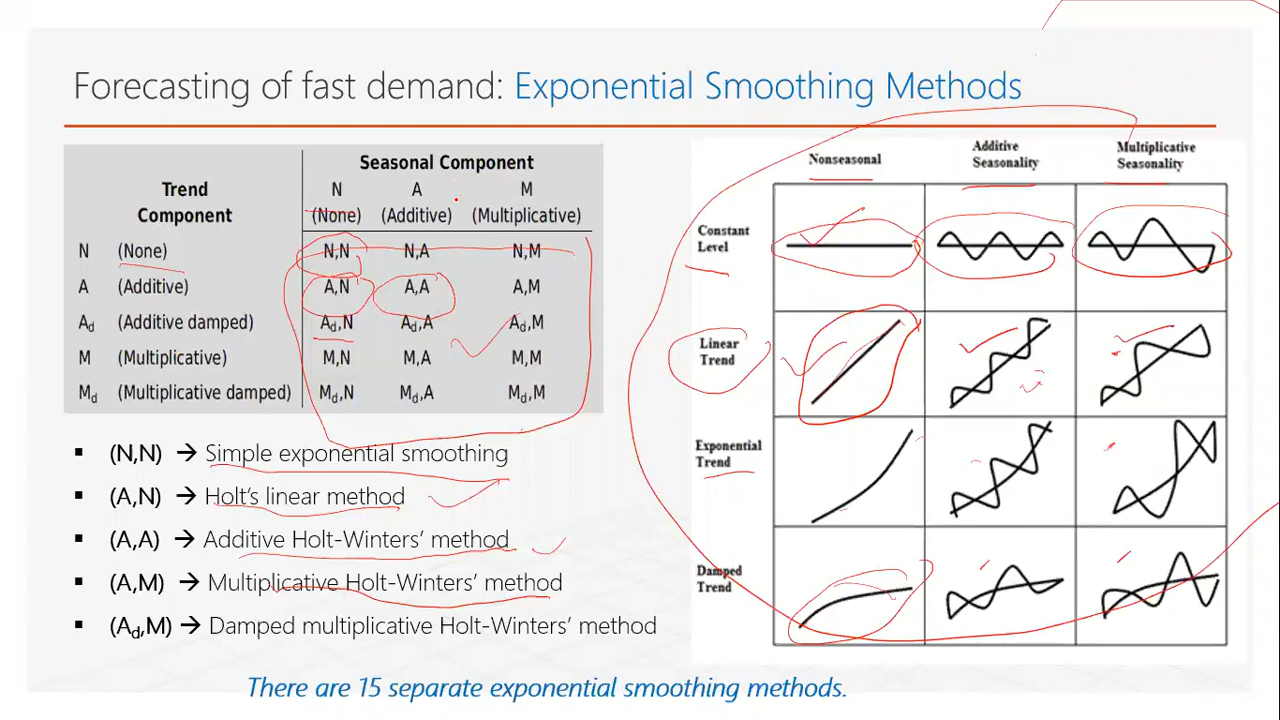 Forecasting of fast demand: Exponential Smoothing Methods
Seasonal Component
Trend Component
N A M
(None) (Additive) (Multiplicative)
N (None) N,N N,A N,M
A (Additive) A,N A,A A,M
Ad (Additive damped) Ad,N Ad,A Ad,M
M (Multiplicative) M,N M,A M,M
Md (Multiplicative damped) Md,N Md,A Md,M
▪ (N,N) → Simple exponential smoothing
▪ (A,N) → Holt's linear method
▪ (A,A) → Additive Holt-Winters' method
▪ (A,M) → Multiplicative Holt-Winters' method
▪ (Ad,M) → Damped multiplicative Holt-Winters' method
Nonseasonal
Additive
Seasonality
Multiplicative
Seasonality
Constant
Level
Linear
Trend
Exponential
Trend
Damped
Trend
There are 15 separate exponential smoothing methods.